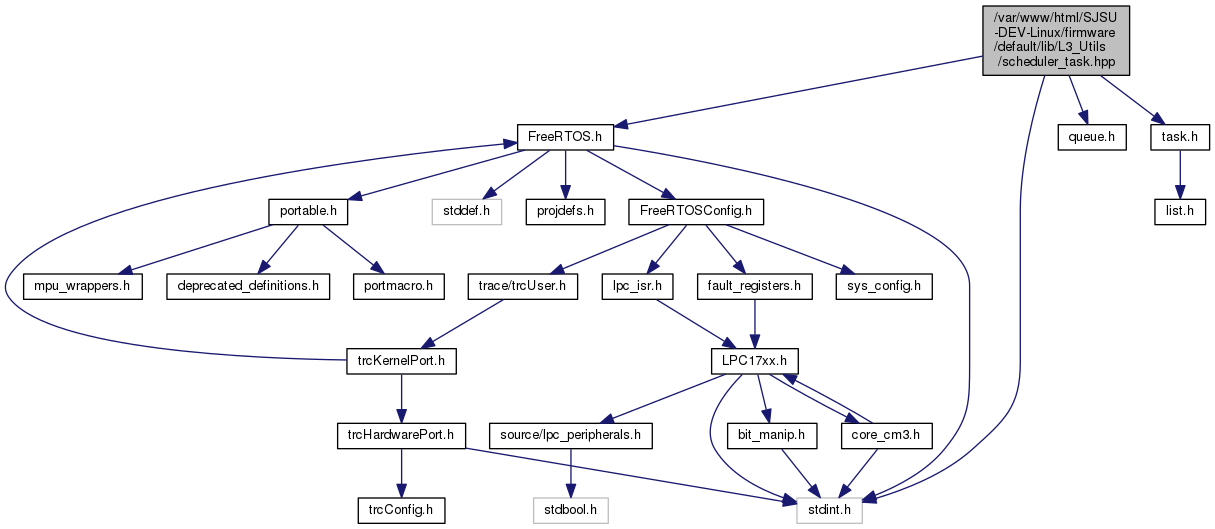 /var/www/html/SJSU
-DEV-Linux/firmware
/default/lib/L3_Utils
/scheduler_task.hpp
FreeRTOS.h
queue.h
task.h
portable.h
stddef.h
projdefs.h
FreeRTOSConfig.h
list.h
mpu_wrappers.h
deprecated_definitions.h
portmacro.h
trace/trcUser.h
lpc_isr.h
fault_registers.h
sys_config.h
trcKernelPort.h
LPC17xx.h
trcHardwarePort.h
source/lpc_peripherals.h
bit_manip.h
core_cm3.h
trcConfig.h
stdbool.h
stdint.h